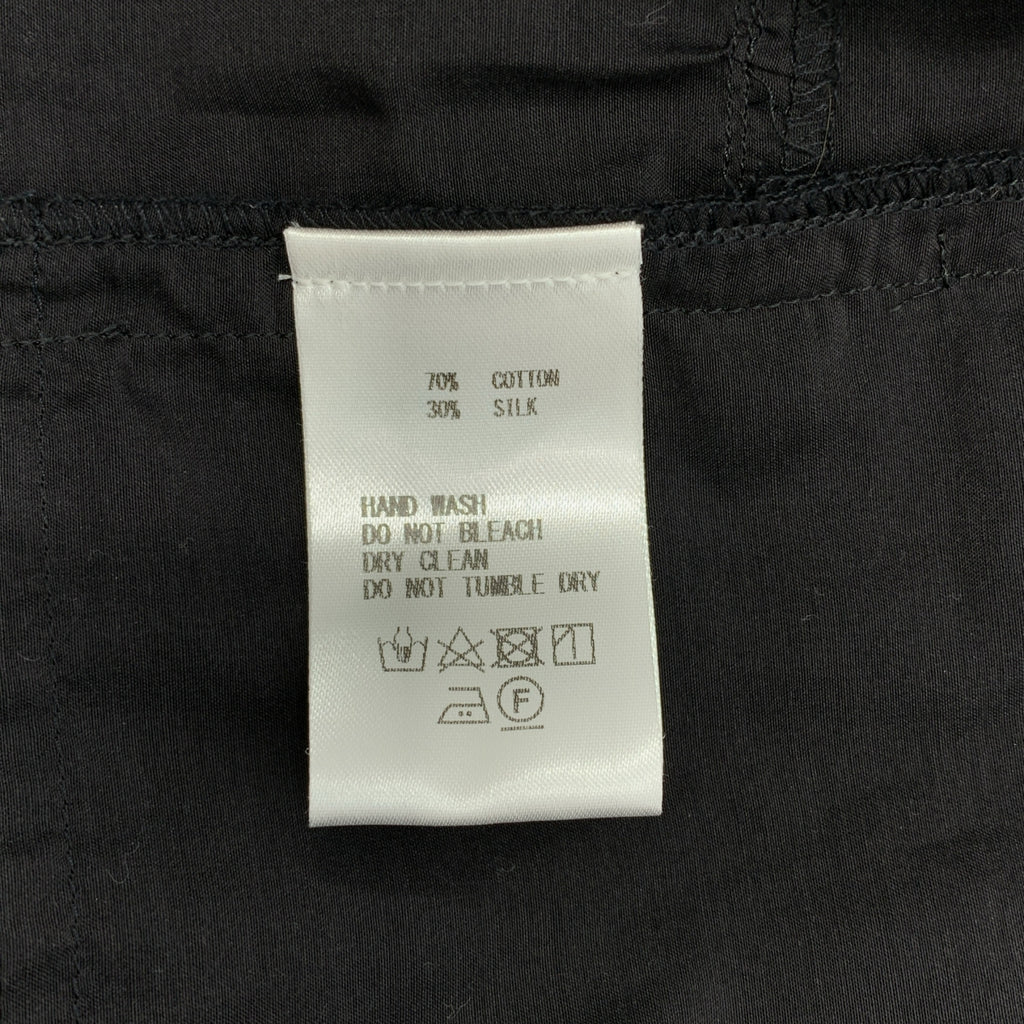 70% COTTON
30% SILK
HAND WASH
DO NOT BLEACH
DRY CLEAN
DO NOT TUMBLE DRY
F